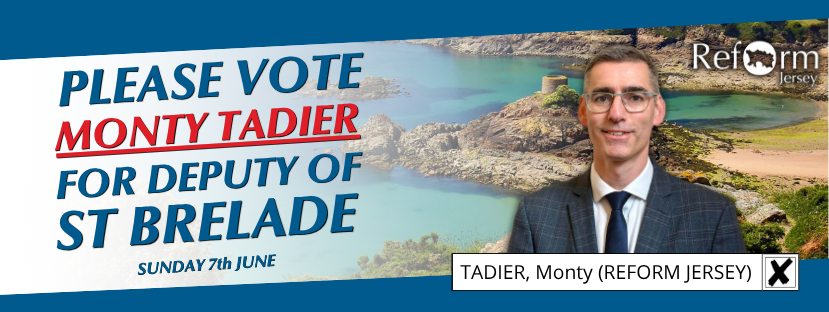 PLEASE VOTE
MONTY TADIER
FOR DEPUTY OF
ST BRELADE
SUNDAY 7th JUNE
Reform
Jersey
TADIER, Monty (REFORM JERSEY) X